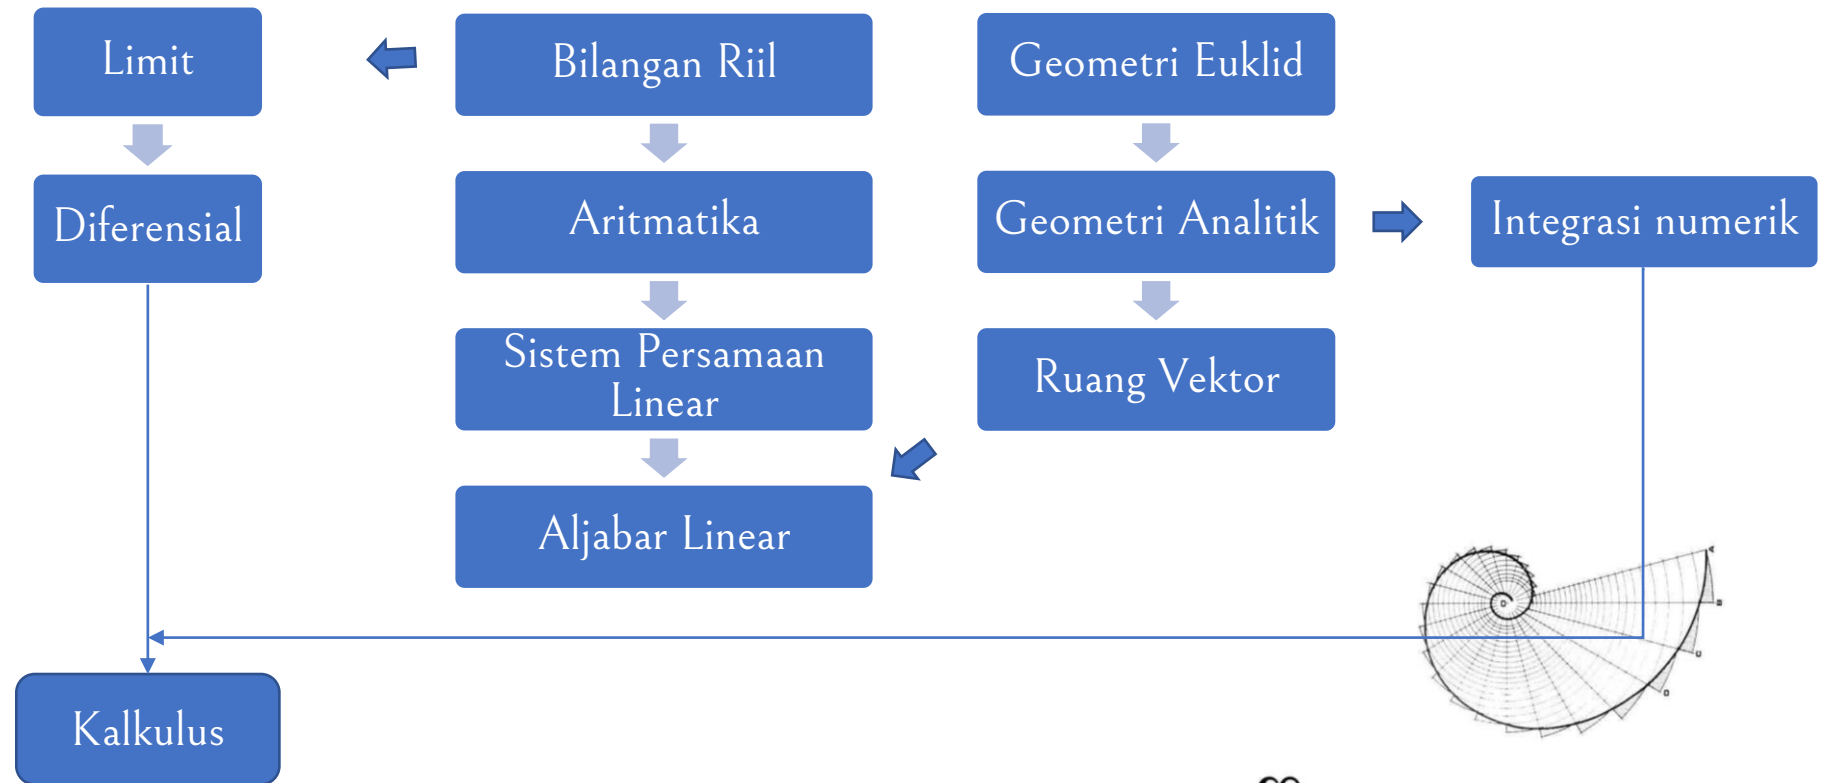 Limit
Bilangan Riil
Geometri Euklid
Diferensial
Aritmatika
Geometri Analitik
Integrasi numerik
Sistem Persamaan
Linear
Ruang Vektor
Aljabar Linear
Kalkulus
A
B
C
D